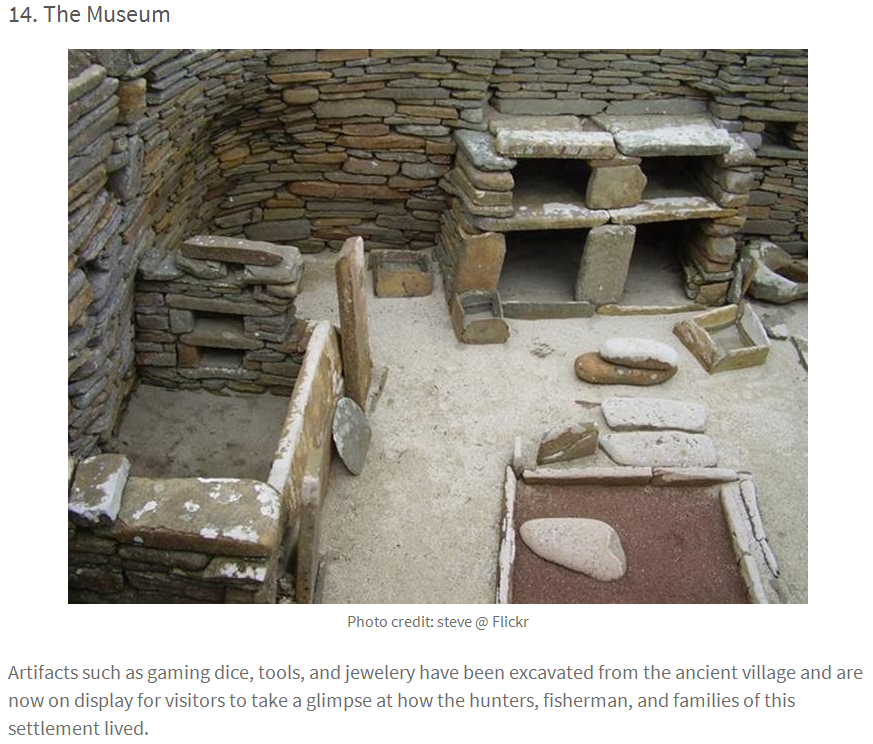 14. The Museum
Photo credit: steve @ Flickr
Artifacts such as gaming dice, tools, and jewelery have been excavated from the ancient village and are
now on display for visitors to take a glimpse at how the hunters, fisherman, and families of this
settlement lived.